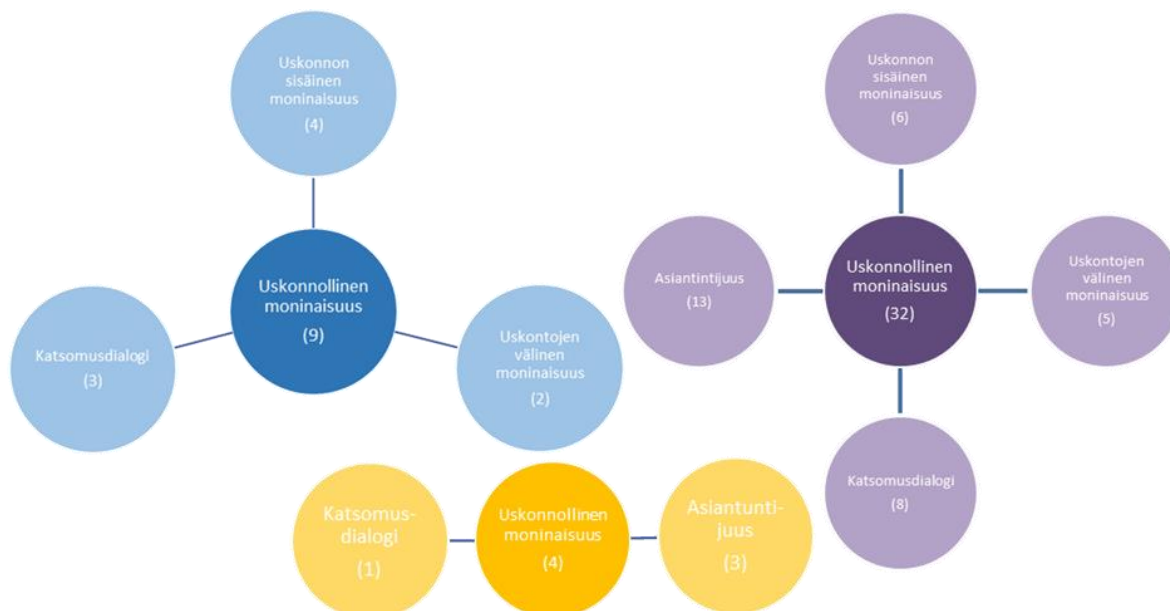 Uskonnon
sisäinen
moninaisuus
(4)
Uskonnollinen
moninaisuus
(9)
Katsomusdialogi
(3)
Uskontojen
välinen
moninaisuus
(2)
Uskonnon
sisäinen
moninaisuus
(6)
Asiantintijuus
(13)
Uskonnollinen
moninaisuus
(32)
Uskontojen
välinen
moninaisuus
(5)
Katsomusdialogi
(8)
Katsomus-
dialogi
(1)
Uskonnollinen
moninaisuus
(4)
Asiantunti-
juus
(3)